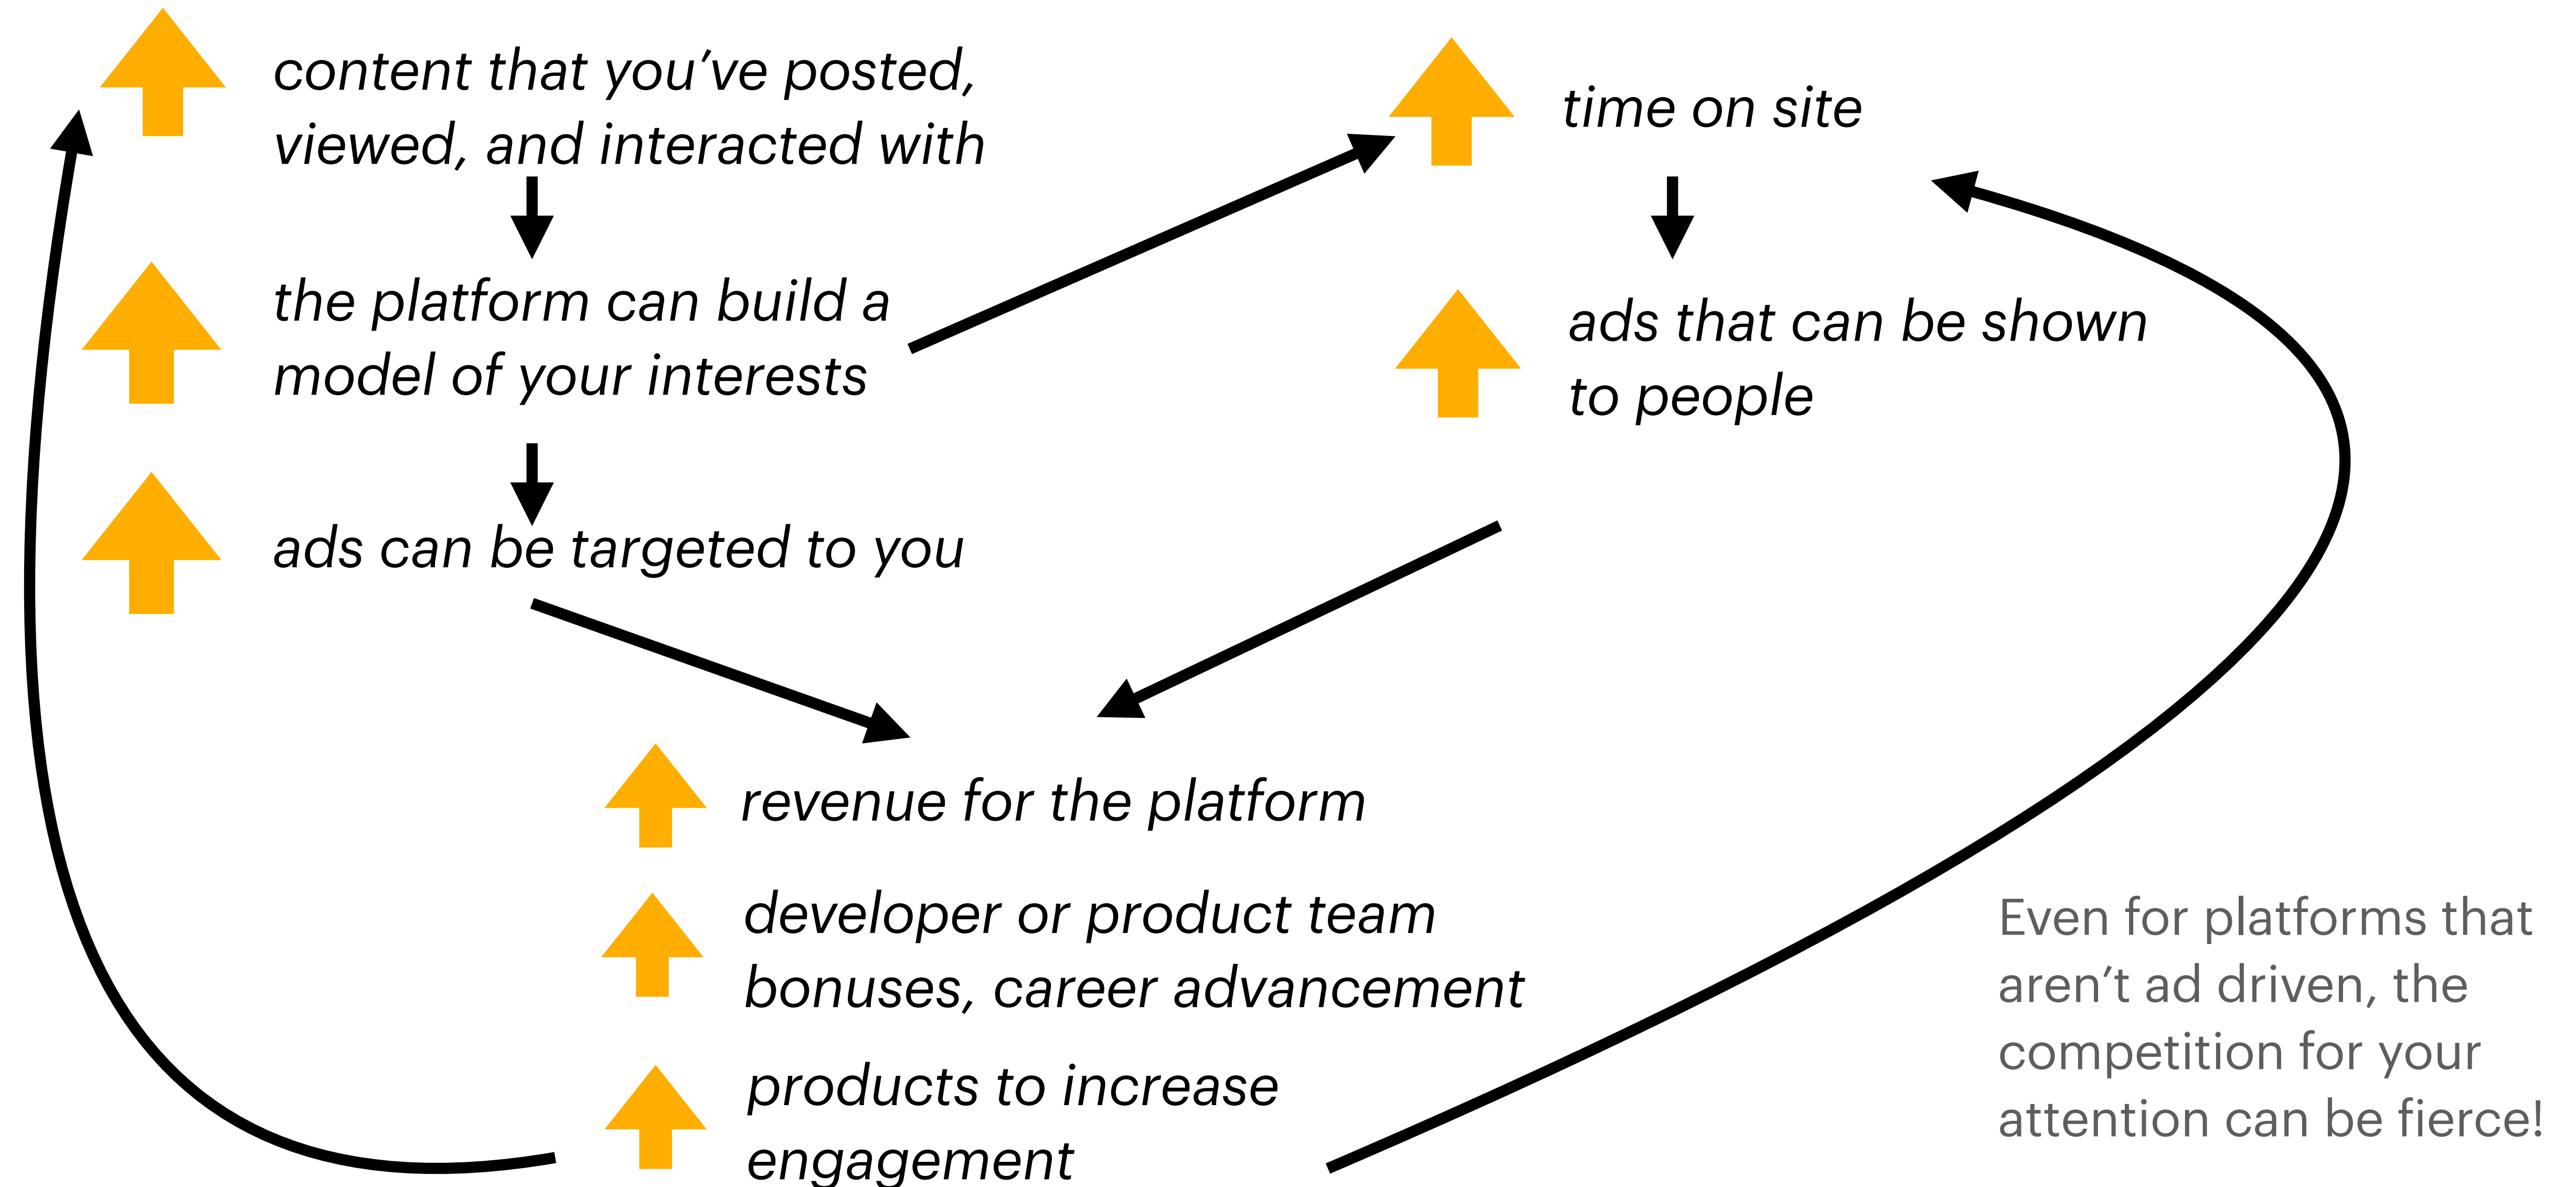 content that you've posted,
viewed, and interacted with
the platform can build a
model of your interests
ads can be targeted to you
time on site
ads that can be shown
to people
revenue for the platform
developer or product team
bonuses, career advancement
products to increase
engagement
Even for platforms that
aren't ad driven, the
competition for your
attention can be fierce!